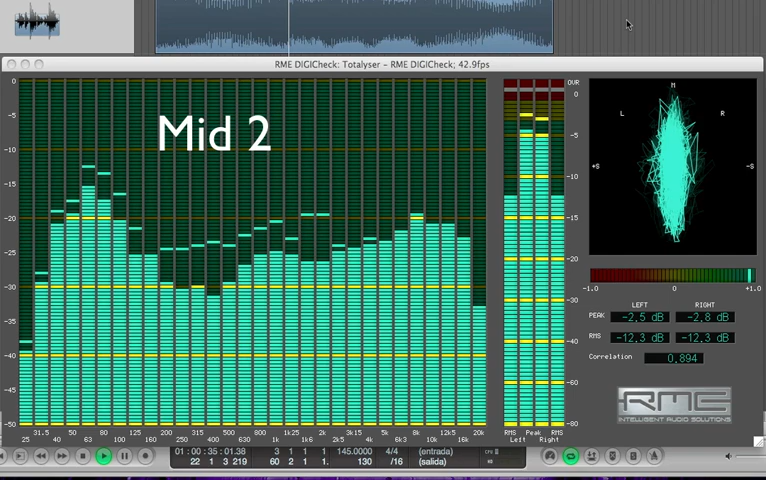 RME DIGICheck: Totalyser - RME DIGICheck; 42.9fps
Mid 2
0
-5
-10
-15
-20
-25
-30
-35
-40
-45
-50
31.5 50 80 125 200 315 500 800 1k25 2k 3k15 5k 8k 12k5 20k
25 40 63 100 160 250 400 630 1k 1k6 2k5 4k 6k3 10k 16k
OVR
0
-5
-10
-15
-20
-30
-40
-60
-80
RMS Peak RMS
Left Right
M
L R
+S -S
-1.0 0 +1.0
LEFT RIGHT
PEAK -2.5 dB -2.8 dB
RMS -12.3 dB -12.3 dB
Correlation 0.894
RME
INTELLIGENT AUDIO SOLUTIONS
01:00:35:01.38 3 1 1 1 145.0000 4/4 (entrada)
22 1 3 219 60 2 1 1. 130 /16 (salida)